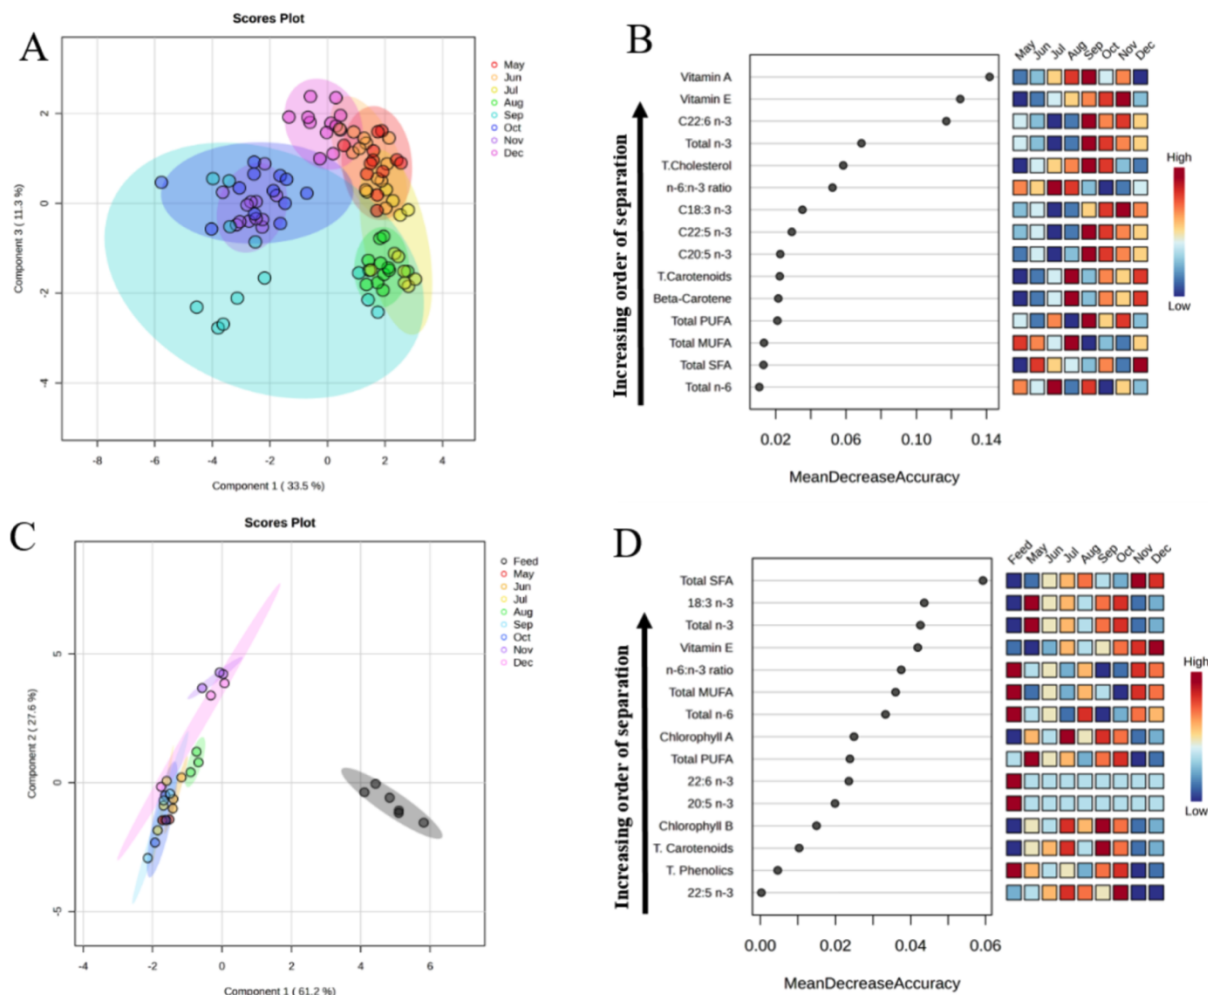 A
Scores Plot
May
Jun
Jul
Aug
Sep
Oct
Nov
Dec
2
0
-2
-4
Component 3 ( 11.3 %)
-8 -6 -4 -2 0 2 4
Component 1 ( 33.5 %)
B
May Jun Jul Aug Sep Oct Nov Dec
Vitamin A
Vitamin E
C22:6 n-3
Total n-3
T.Cholesterol
n-6:n-3 ratio
C18:3 n-3
C22:5 n-3
C20:5 n-3
T.Carotenoids
Beta-Carotene
Total PUFA
Total MUFA
Total SFA
Total n-6
Increasing order of separation
High
Low
0.02 0.06 0.10 0.14
MeanDecreaseAccuracy
C
Scores Plot
Feed
May
Jun
Jul
Aug
Sep
Oct
Nov
Dec
5
0
-5
Component 2 ( 27.6 %)
-4 -2 0 2 4 6
Component 1 ( 61.2 %)
D
Feed May Jun Jul Aug Sep Oct Nov Dec
Total SFA
18:3 n-3
Total n-3
Vitamin E
n-6:n-3 ratio
Total MUFA
Total n-6
Chlorophyll A
Total PUFA
22:6 n-3
20:5 n-3
Chlorophyll B
T. Carotenoids
T. Phenolics
22:5 n-3
Increasing order of separation
High
Low
0.00 0.02 0.04 0.06
MeanDecreaseAccuracy